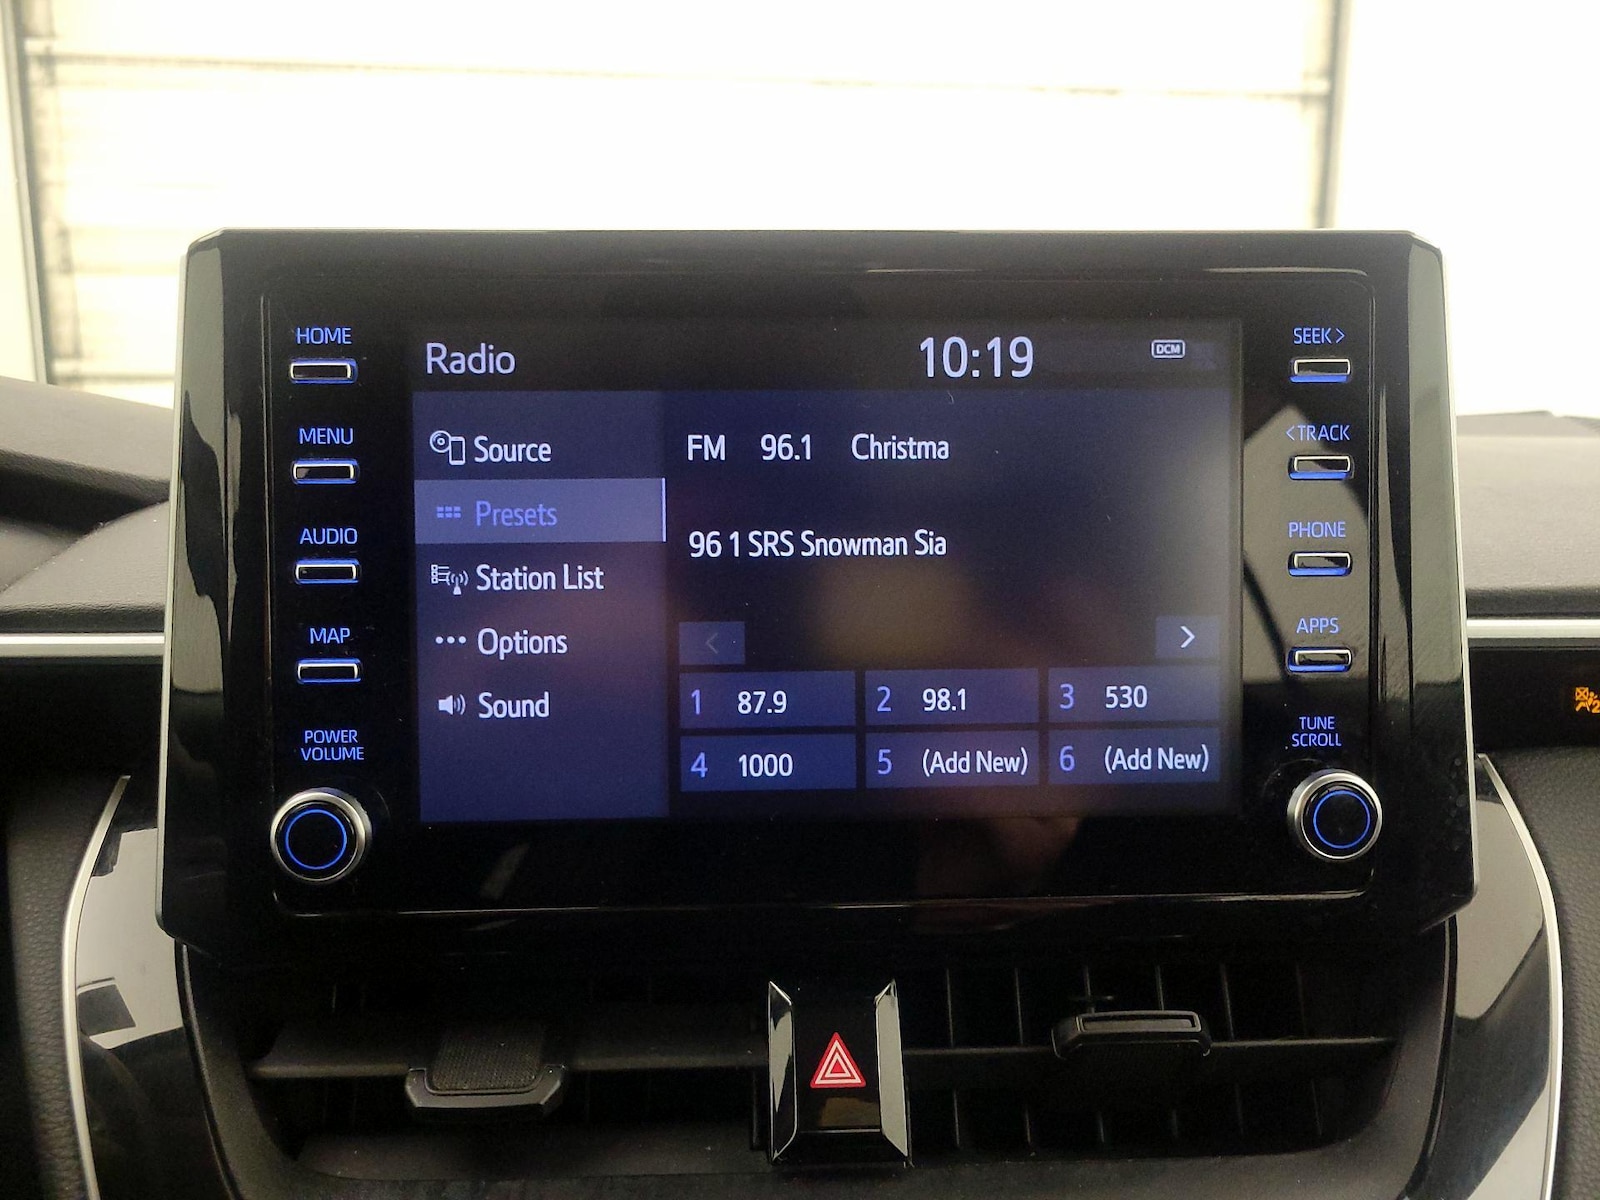 HOME
MENU
AUDIO
MAP
POWER
VOLUME
Radio
10:19
DCM
Source
Presets
Station List
Options
Sound
FM 96.1 Christma
96 1 SRS Snowman Sia
<
>
1 87.9
2 98.1
3 530
4 1000
5 (Add New)
6 (Add New)
SEEK >
< TRACK
PHONE
APPS
TUNE
SCROLL
2